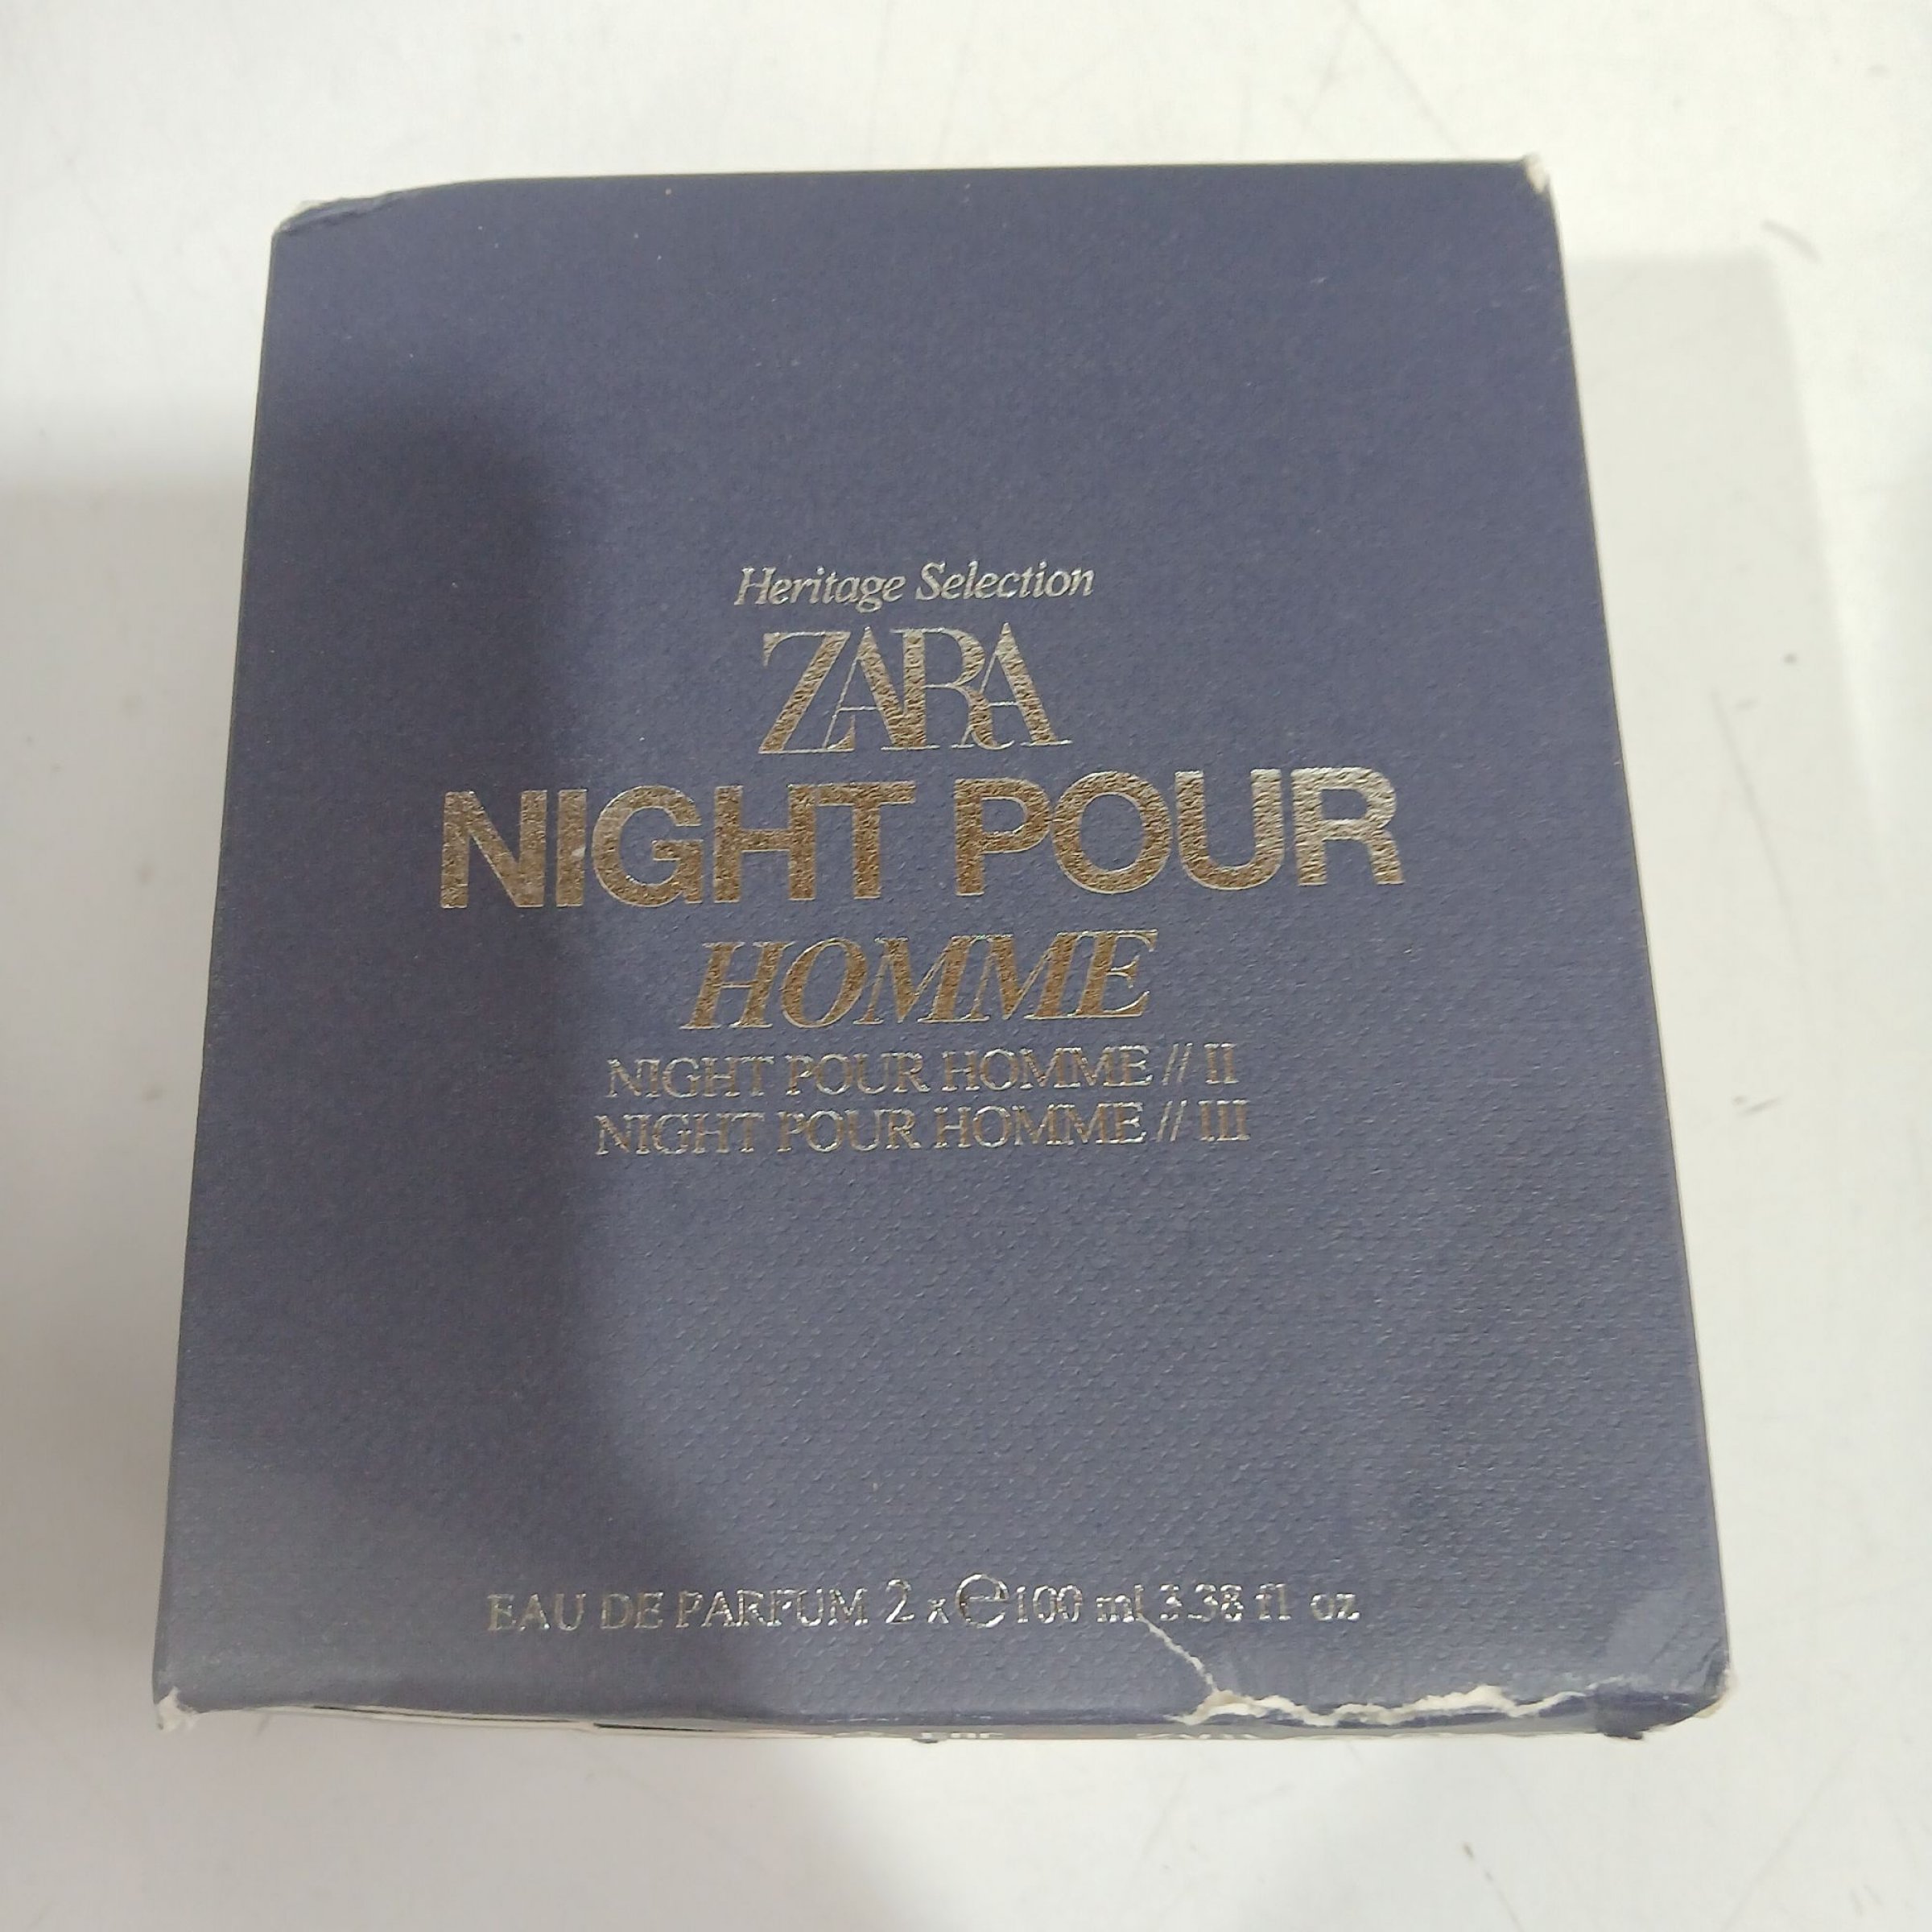 Heritage Selection
ZARA
NIGHT POUR
HOMME
NIGHT POUR HOMME // II
NIGHT POUR HOMME // III
EAU DE PARFUM 2 x ℮100 ml 3.38 fl oz